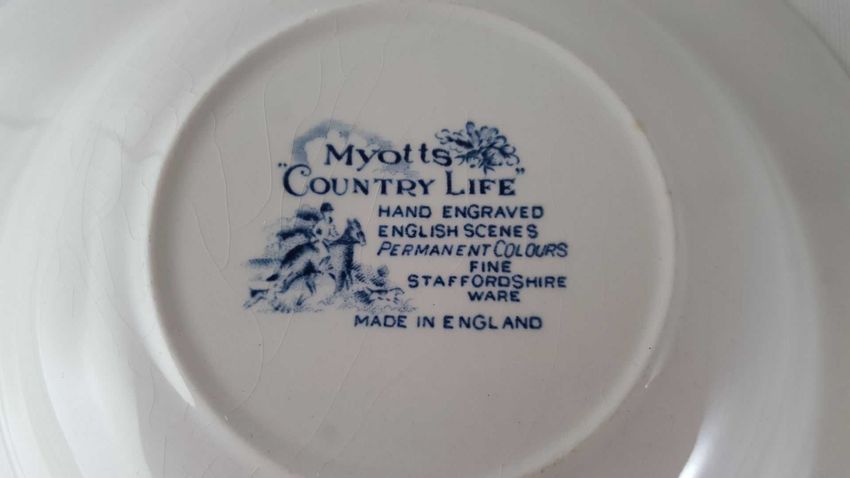 Myotts
"COUNTRY LIFE"
HAND ENGRAVED
ENGLISH SCENES
PERMANENT COLOURS
FINE
STAFFORDSHIRE
WARE
MADE IN ENGLAND